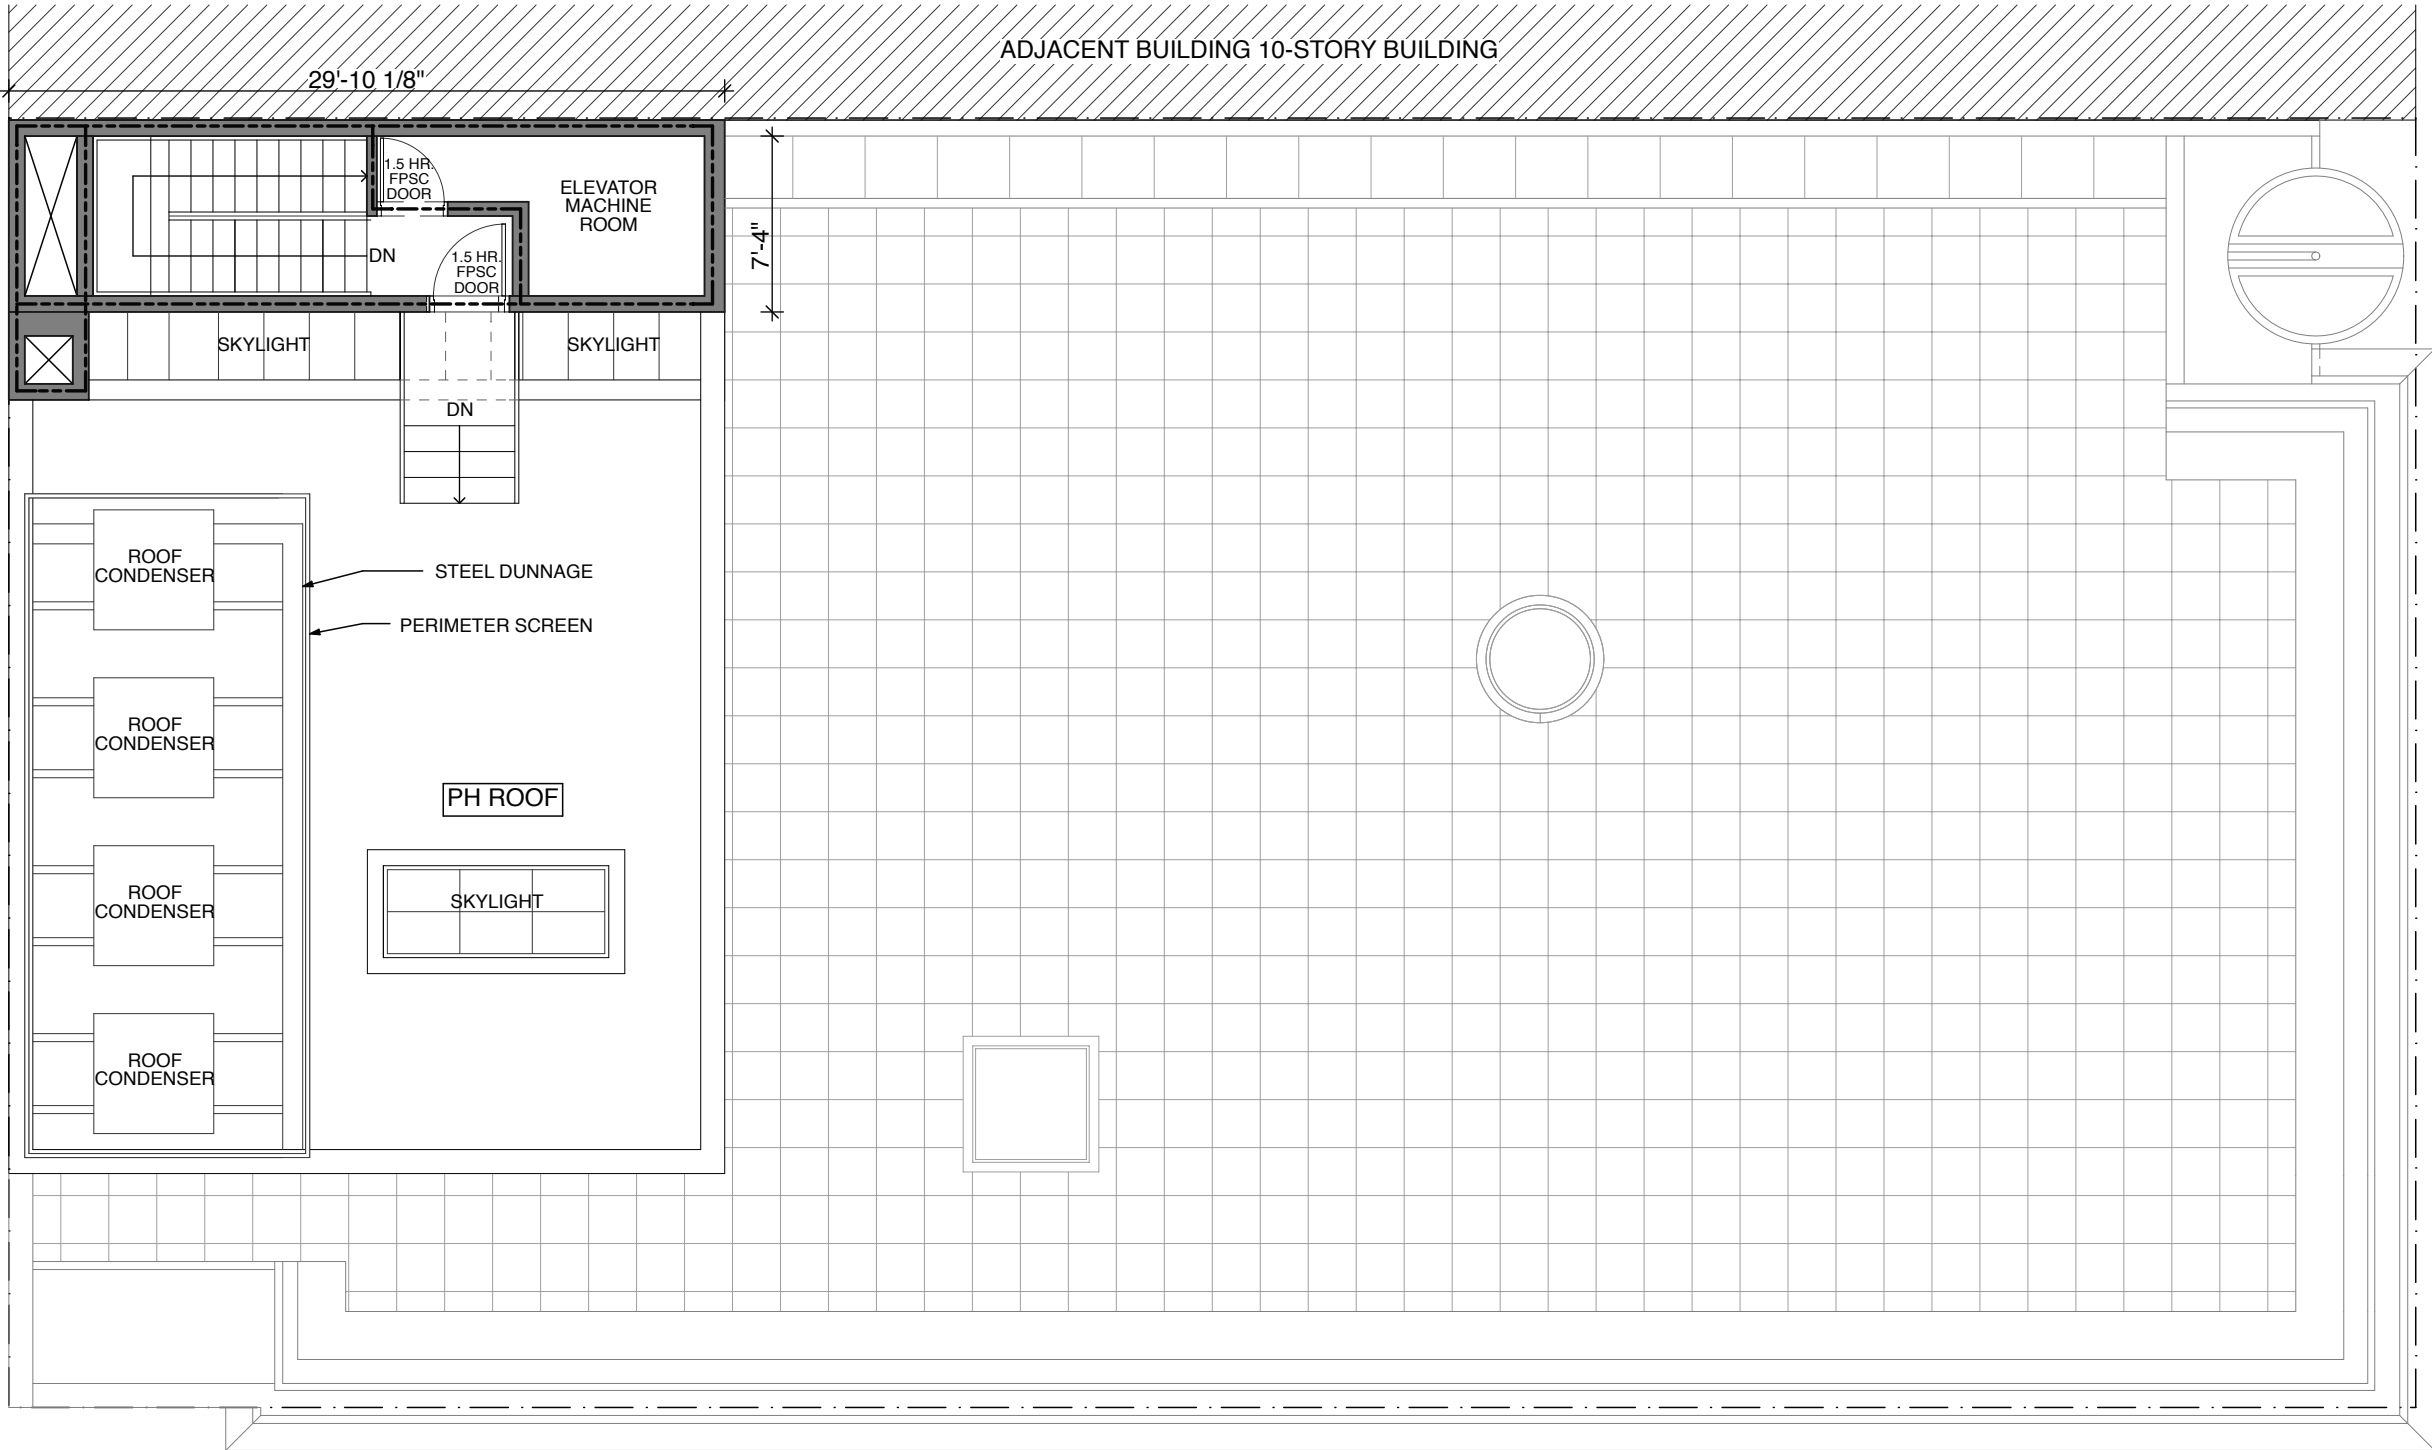 ADJACENT BUILDING 10-STORY BUILDING
29'-10 1/8"
1.5 HR.
FPSC
DOOR
ELEVATOR
MACHINE
ROOM
7'-4"
DN
1.5 HR.
FPSC
DOOR
SKYLIGHT
SKYLIGHT
DN
ROOF
CONDENSER
STEEL DUNNAGE
PERIMETER SCREEN
ROOF
CONDENSER
PH ROOF
ROOF
CONDENSER
SKYLIGHT
ROOF
CONDENSER